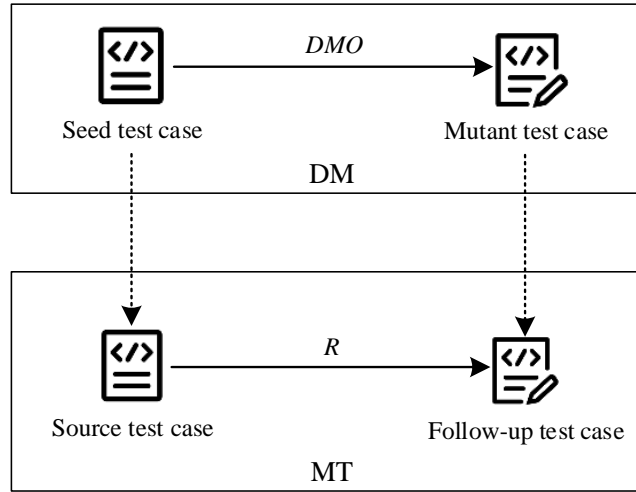 DMO
Seed test case
Mutant test case
DM
R
Source test case
Follow-up test case
MT